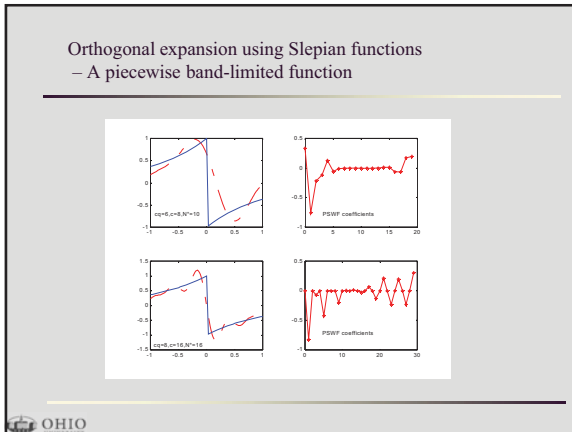 Orthogonal expansion using Slepian functions
– A piecewise band-limited function
1
0.5
0
-0.5
-1
-1 -0.5 0 0.5 1
cq=6,c=8,N*=10
0.5
0
-0.5
-1
0 5 10 15 20
PSWF coefficients
1.5
1
0.5
0
-0.5
-1
-1.5
-1 -0.5 0 0.5 1
cq=6,c=16,N*=16
0.5
0
-0.5
-1
0 10 20 30
PSWF coefficients
OHIO